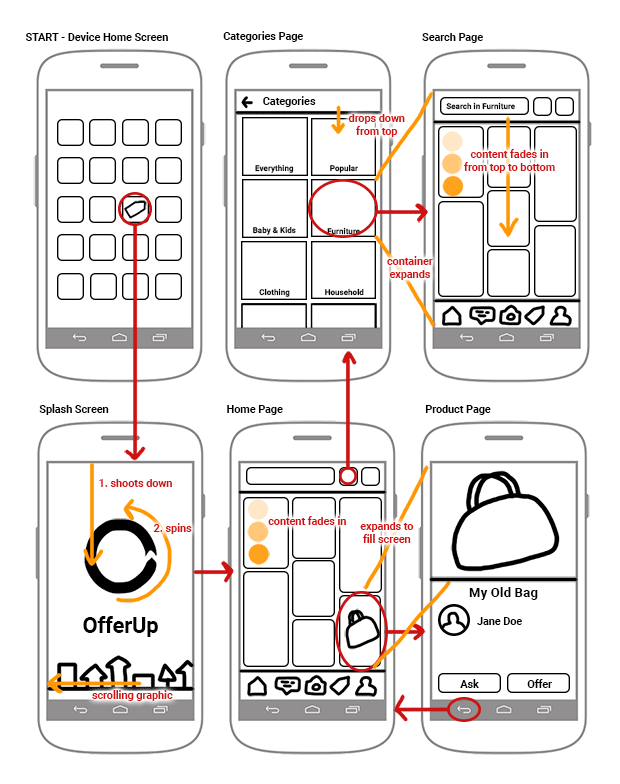 START - Device Home Screen
Categories Page
Search Page
Categories
drops down
from top
Everything
Popular
Baby & Kids
Furniture
Clothing
Household
Search in Furniture
content fades in
from top to bottom
container
expands
Splash Screen
Home Page
Product Page
1. shoots down
2. spins
OfferUp
scrolling graphic
content fades in
expands to
fill screen
My Old Bag
Jane Doe
Ask
Offer